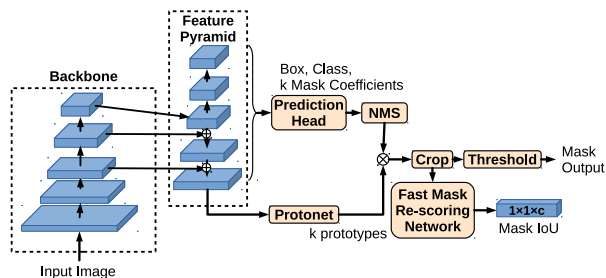 Feature
Pyramid
Backbone
Box, Class,
k Mask Coefficients
Prediction
Head
NMS
Crop
Threshold
Mask
Output
Fast Mask
Re-scoring
Network
1×1×c
Mask IoU
Protonet
k prototypes
Input Image